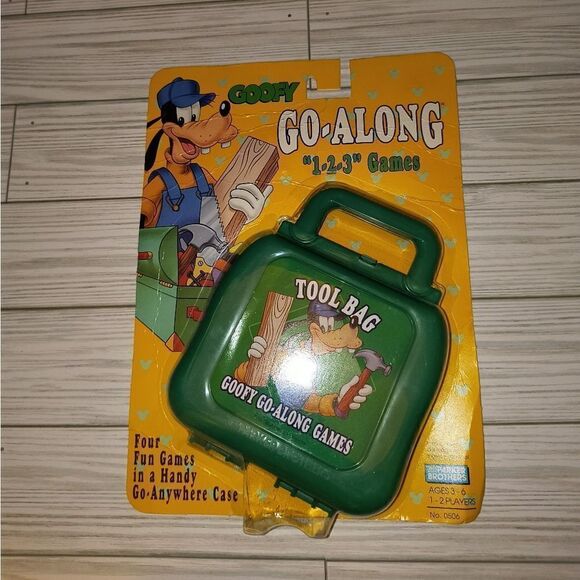 GOOFY
GO-ALONG
"1-2-3" Games
TOOL BAG
GOOFY GO-ALONG GAMES
Four
Fun Games
in a Handy
Go-Anywhere Case
PARKER
BROTHERS
AGES 3-6
1-2 PLAYERS
No. 0506